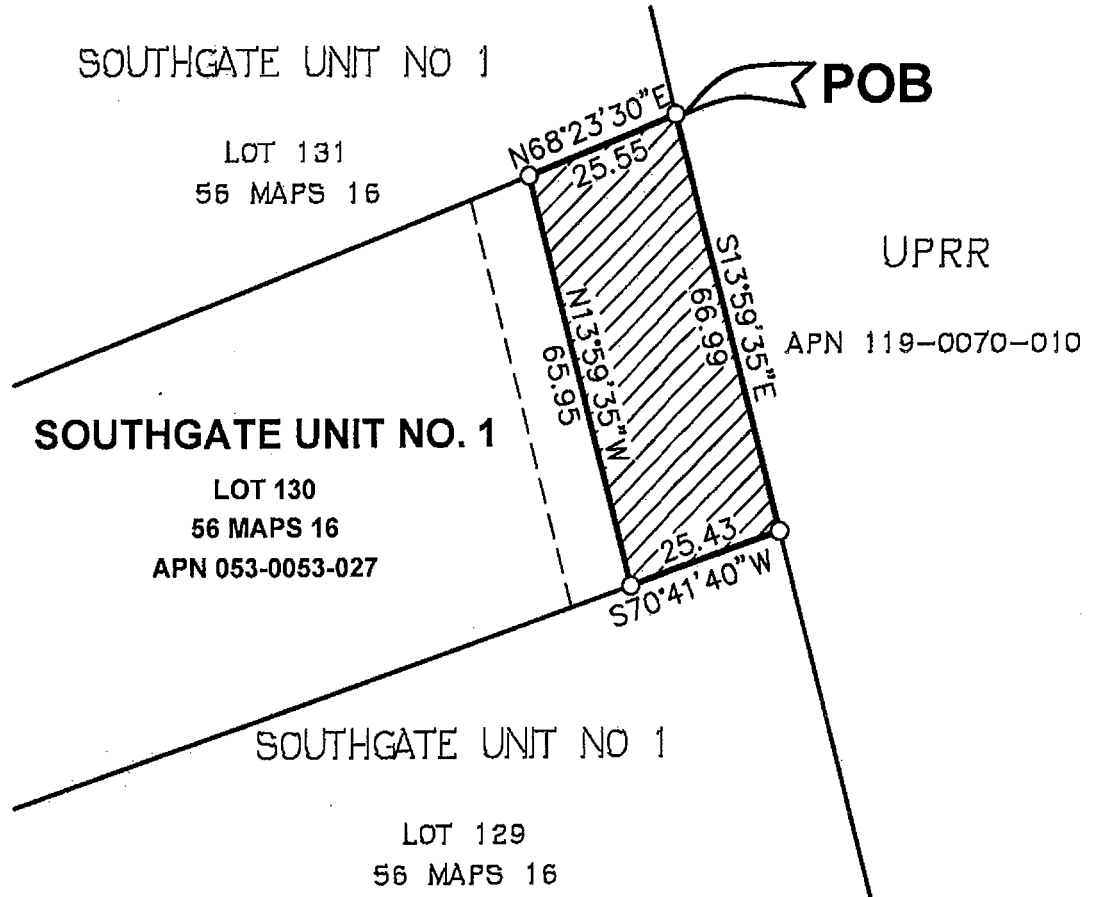 SOUTHGATE UNIT NO 1
POB
N68°23'30"E
25.55
LOT 131
56 MAPS 16
UPRR
S13°59'35"E
66.99
N13°59'35"W
65.95
APN 119-0070-010
SOUTHGATE UNIT NO. 1
LOT 130
56 MAPS 16
APN 053-0053-027
25.43
S70°41'40"W
SOUTHGATE UNIT NO 1
LOT 129
56 MAPS 16